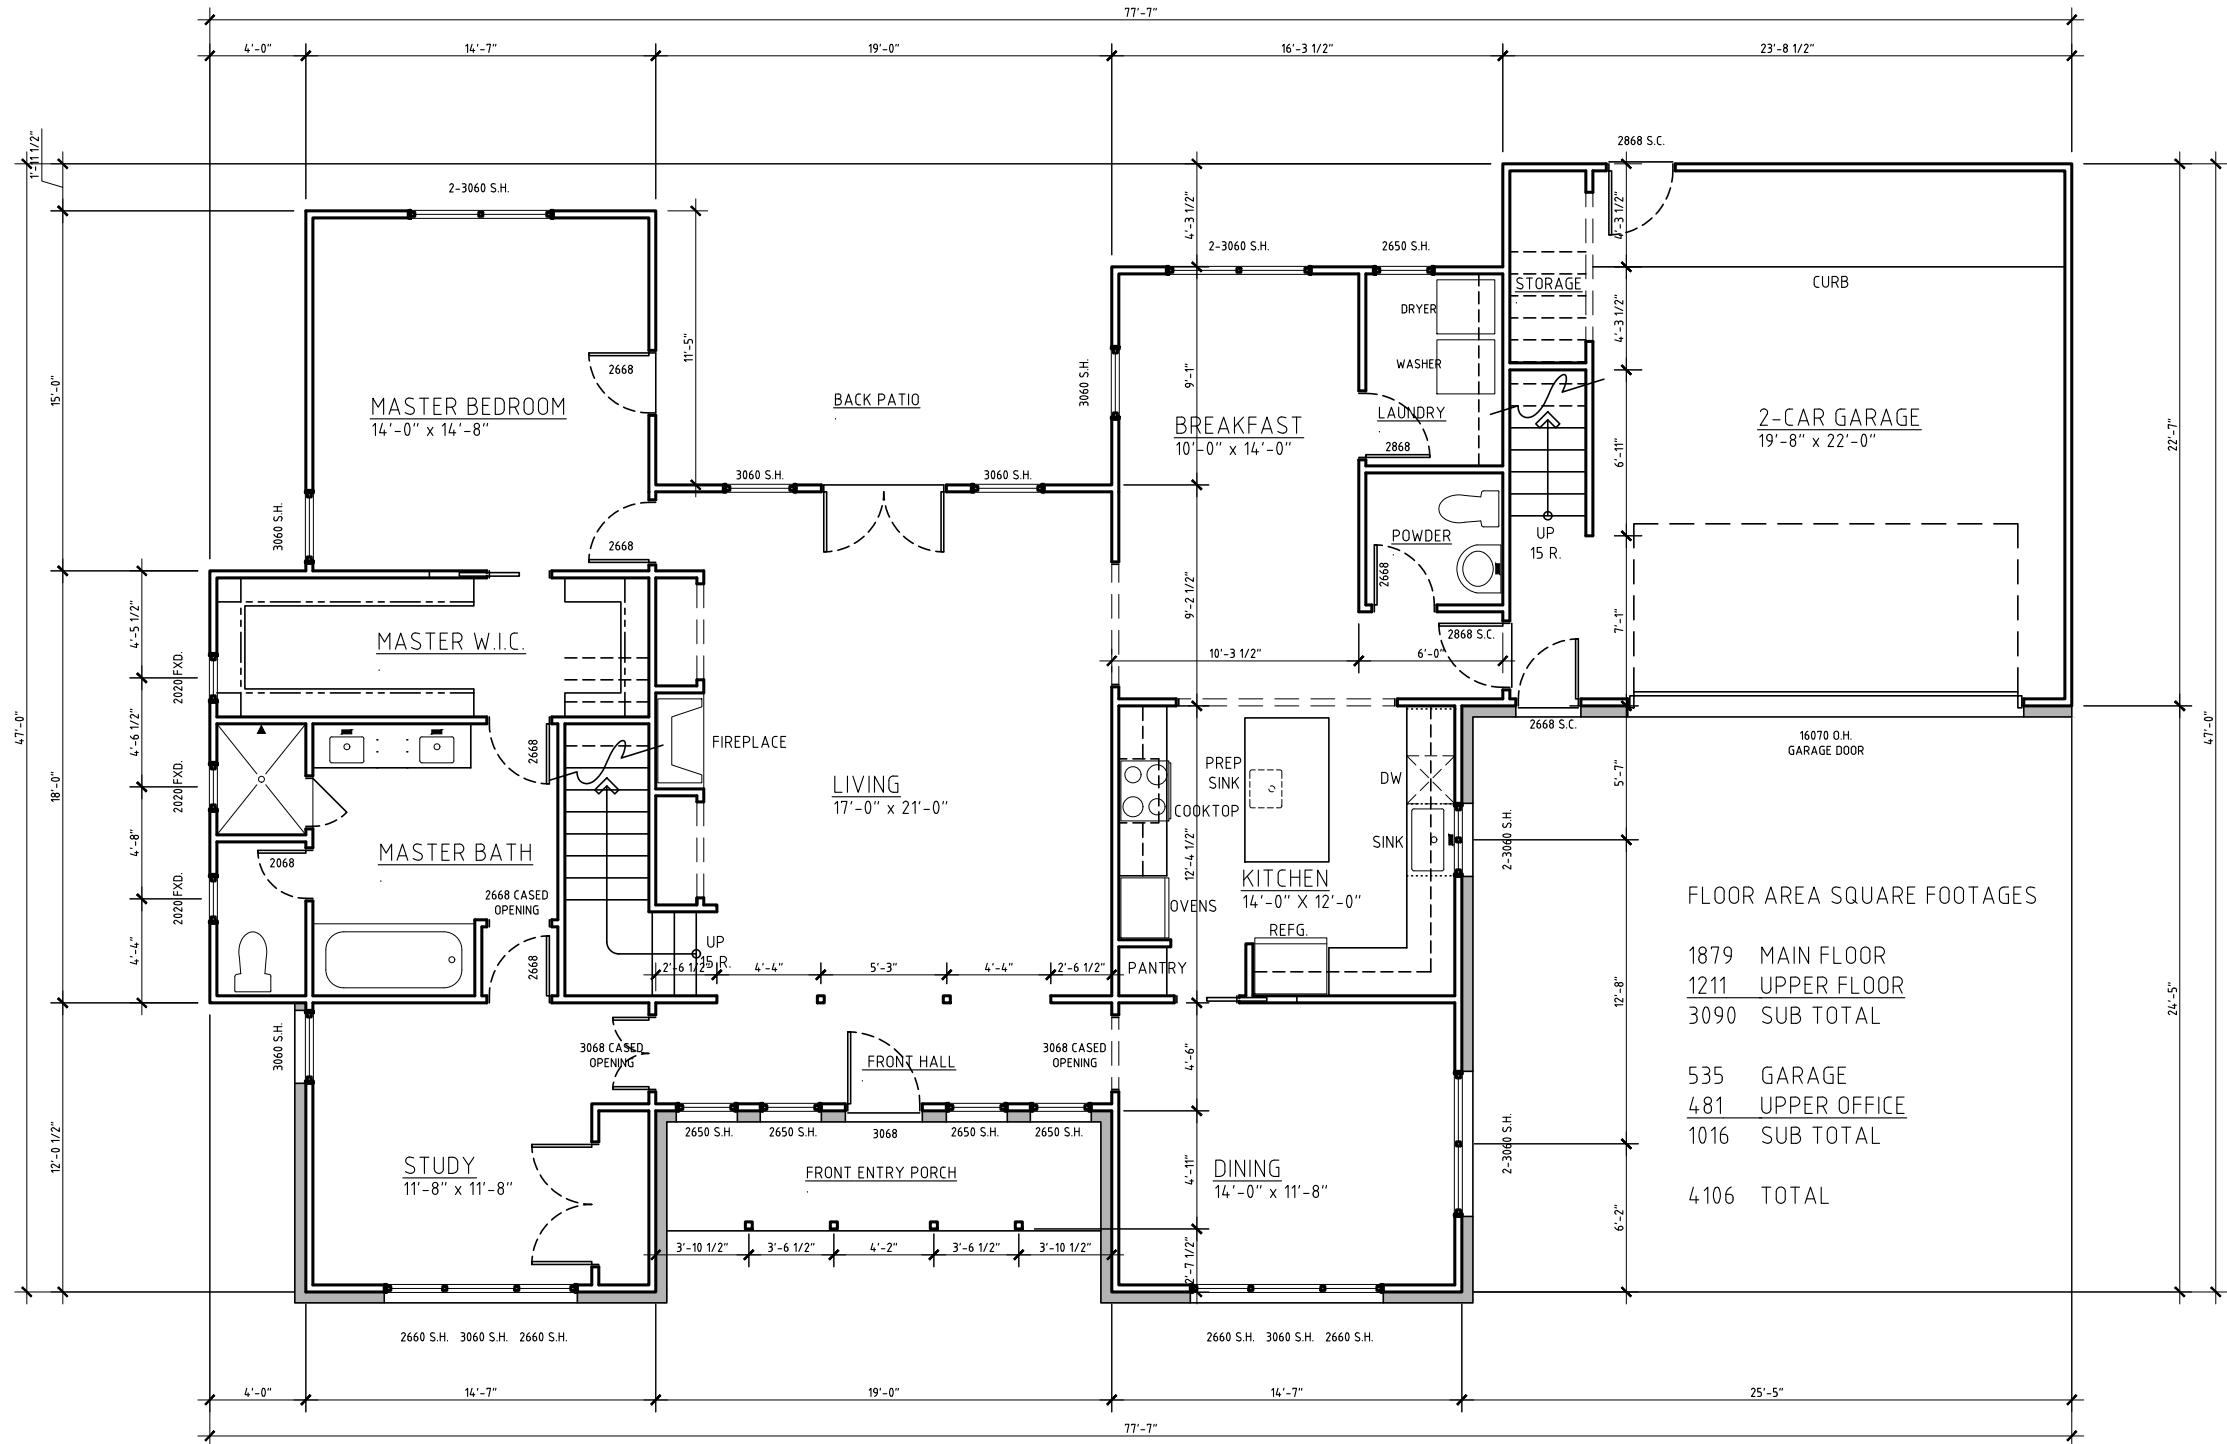 77'-7"
4'-0" 14'-7" 19'-0" 16'-3 1/2" 23'-8 1/2"
1'-11 1/2"
2868 S.C.
2-3060 S.H.
4'-3 1/2"
4'-3 1/2"
2-3060 S.H. 2650 S.H.
STORAGE
CURB
DRYER
4'-3 1/2"
11'-5"
2668
WASHER
3060 S.H.
9'-1"
15'-0"
BACK PATIO
MASTER BEDROOM
14'-0" x 14'-8"
LAUNDRY
BREAKFAST
10'-0" x 14'-0"
2868
2-CAR GARAGE
19'-8" x 22'-0"
6'-11"
22'-7"
3060 S.H. 3060 S.H.
3060 S.H.
2668
POWDER
UP
15 R.
2668
9'-2 1/2"
4'-5 1/2"
7'-1"
MASTER W.I.C.
2868 S.C.
10'-3 1/2" 6'-0"
2020 FXD.
47'-0"
47'-0"
4'-6 1/2"
2668
FIREPLACE
2668 S.C.
16070 O.H.
GARAGE DOOR
PREP
SINK
DW
5'-7"
18'-0"
2020 FXD.
LIVING
17'-0" x 21'-0"
COOKTOP
SINK
2-3060 S.H.
4'-8"
2068
MASTER BATH
12'-4 1/2"
KITCHEN
14'-0" X 12'-0"
2020 FXD.
2668 CASED
OPENING
OVENS
REFG.
FLOOR AREA SQUARE FOOTAGES
4'-4"
2668
UP
15 R.
2'-6 1/2" 4'-4" 5'-3" 4'-4" 2'-6 1/2"
PANTRY
12'-8"
24'-5"
1879 MAIN FLOOR
1211 UPPER FLOOR
3090 SUB TOTAL
3060 S.H.
3068 CASED
OPENING
FRONT HALL
3068 CASED
OPENING
4'-6"
535 GARAGE
481 UPPER OFFICE
1016 SUB TOTAL
2650 S.H. 2650 S.H. 3068 2650 S.H. 2650 S.H.
12'-0 1/2"
2-3060 S.H.
STUDY
11'-8" x 11'-8"
FRONT ENTRY PORCH
4'-11"
DINING
14'-0" x 11'-8"
4106 TOTAL
6'-2"
3'-10 1/2" 3'-6 1/2" 4'-2" 3'-6 1/2" 3'-10 1/2"
2'-7 1/2"
2660 S.H. 3060 S.H. 2660 S.H. 2660 S.H. 3060 S.H. 2660 S.H.
4'-0" 14'-7" 19'-0" 14'-7" 25'-5"
77'-7"